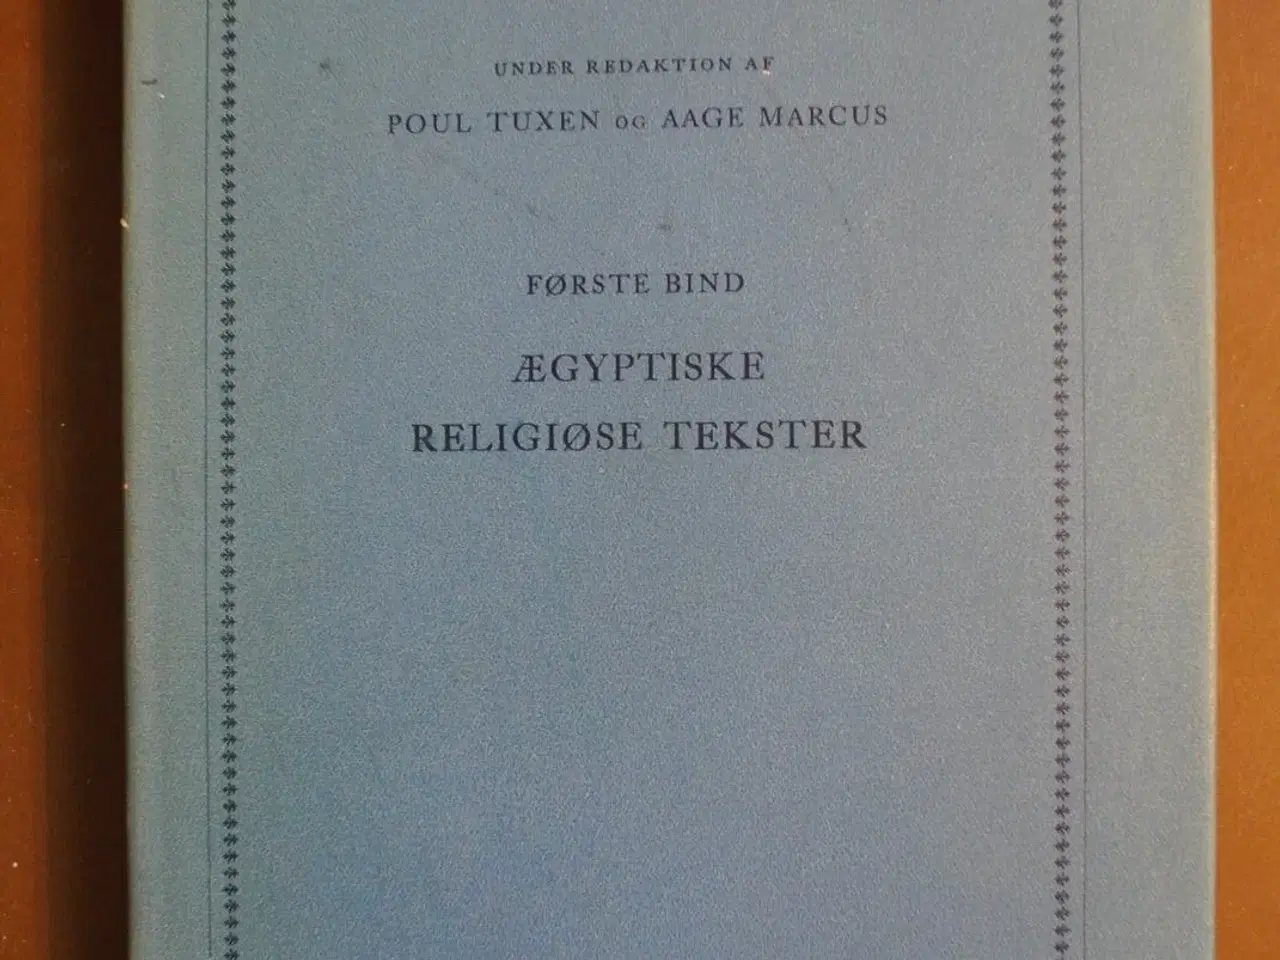 UNDER REDAKTION AF
POUL TUXEN OG AAGE MARCUS
FØRSTE BIND
ÆGYPTISKE
RELIGIØSE TEKSTER